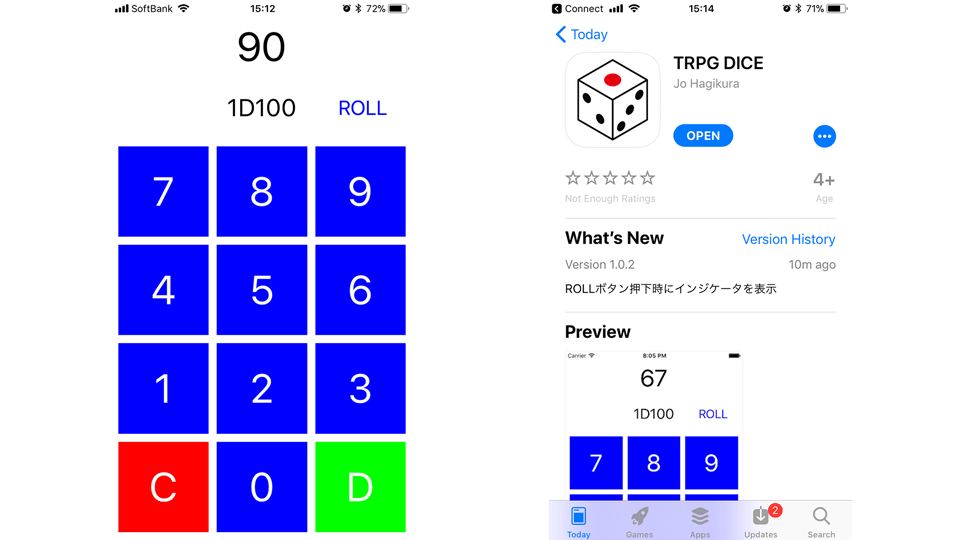 SoftBank 15:12 72%
90
1D100 ROLL
7 8 9
4 5 6
1 2 3
C 0 D
Connect 15:14 71%
Today
TRPG DICE
Jo Hagikura
OPEN
Not Enough Ratings
4+
Age
What's New Version History
Version 1.0.2 10m ago
ROLLボタン押下時にインジケータを表示
Preview
Carrier 8:05 PM
67
1D100 ROLL
7 8 9
2
Today Games Apps Updates Search